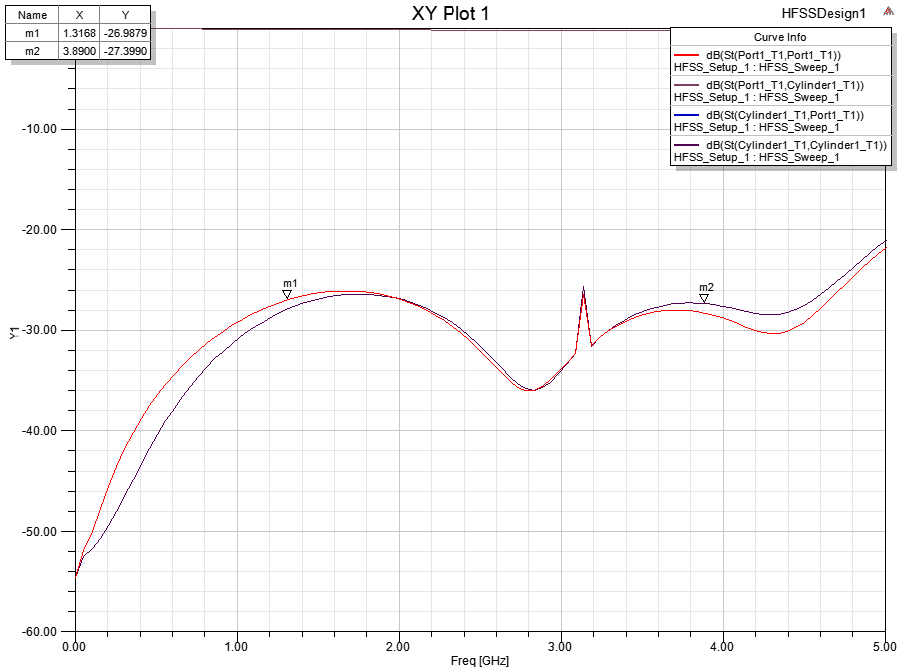 XY Plot 1
HFSSDesign1
Name X Y
m1 1.3168 -26.9879
m2 3.8900 -27.3990
Curve Info
dB(St(Port1_T1,Port1_T1))
HFSS_Setup_1 : HFSS_Sweep_1
dB(St(Port1_T1,Cylinder1_T1))
HFSS_Setup_1 : HFSS_Sweep_1
dB(St(Cylinder1_T1,Port1_T1))
HFSS_Setup_1 : HFSS_Sweep_1
dB(St(Cylinder1_T1,Cylinder1_T1))
HFSS_Setup_1 : HFSS_Sweep_1
-10.00
-20.00
-30.00
-40.00
-50.00
-60.00
Y1
m1
m2
0.00 1.00 2.00 3.00 4.00 5.00
Freq [GHz]